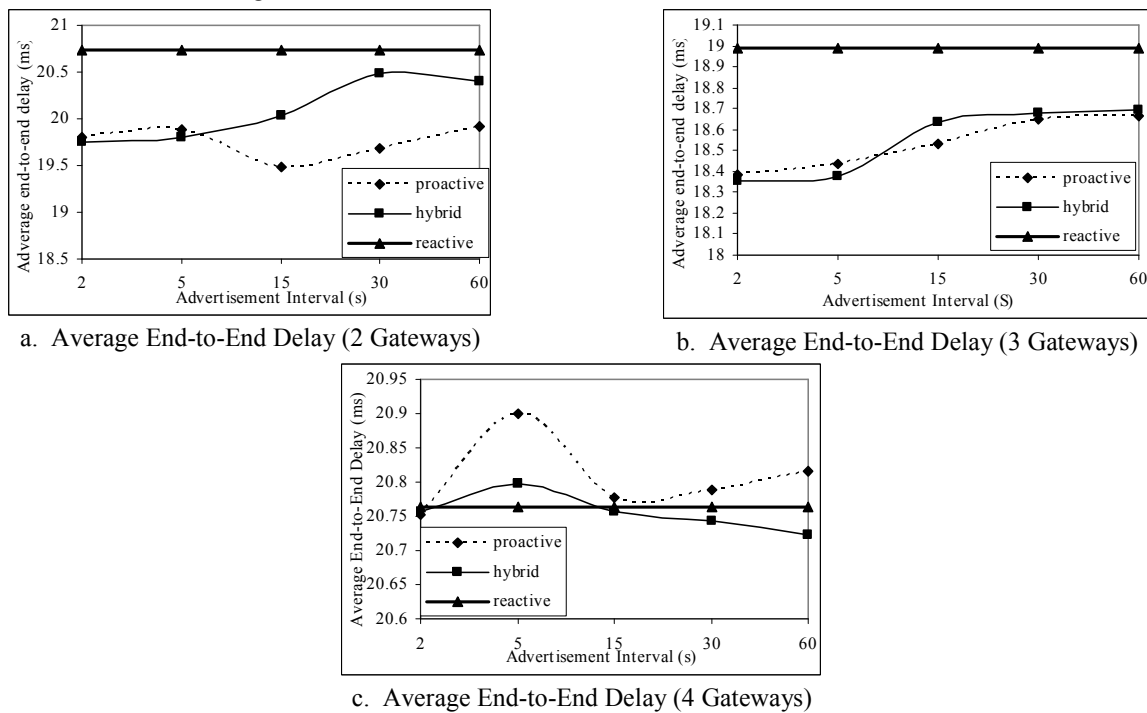 21
20.5
20
19.5
19
18.5
Adverage end-to-end delay (ms)
proactive
hybrid
reactive
2 5 15 30 60
Advertisement Interval (s)
a. Average End-to-End Delay (2 Gateways)
19.1
19
18.9
18.8
18.7
18.6
18.5
18.4
18.3
18.2
18.1
18
Adverage end-to-end delay (ms)
proactive
hybrid
reactive
2 5 15 30 60
Advertisement Interval (S)
b. Average End-to-End Delay (3 Gateways)
20.95
20.9
20.85
20.8
20.75
20.7
20.65
20.6
Average End-to-End Delay (ms)
proactive
hybrid
reactive
2 5 15 30 60
Advertisement Interval (s)
c. Average End-to-End Delay (4 Gateways)